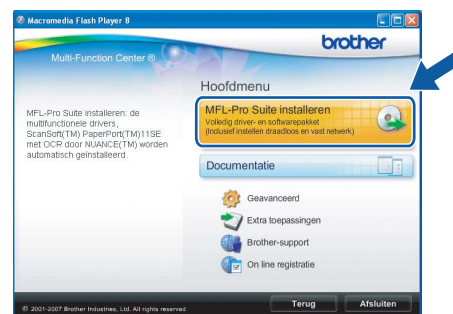 Macromedia Flash Player 8
brother
Multi-Function Center ®
Hoofdmenu
MFL-Pro Suite installeren
Volledig driver- en softwarepakket
(Inclusief instellen draadloos en vast netwerk)
MFL-Pro Suite installeren: de
multifunctionele drivers,
ScanSoft(TM) PaperPort(TM)11SE
met OCR door NUANCE(TM) worden
automatisch geïnstalleerd.
Documentatie
Geavanceerd
Extra toepassingen
Brother-support
On line registratie
© 2001-2007 Brother Industries, Ltd. All rights reserved.
Terug
Afsluiten